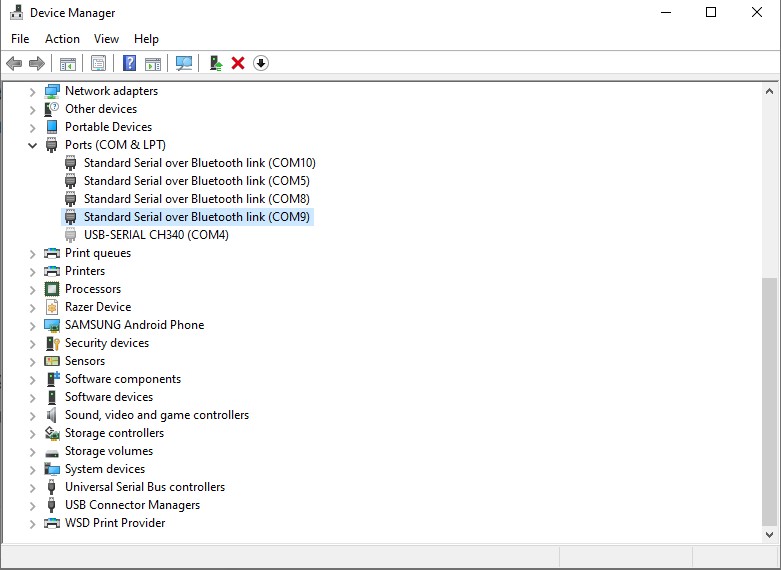 Device Manager
File Action View Help
Network adapters
Other devices
Portable Devices
Ports (COM & LPT)
Standard Serial over Bluetooth link (COM10)
Standard Serial over Bluetooth link (COM5)
Standard Serial over Bluetooth link (COM8)
Standard Serial over Bluetooth link (COM9)
USB-SERIAL CH340 (COM4)
Print queues
Printers
Processors
Razer Device
SAMSUNG Android Phone
Security devices
Sensors
Software components
Software devices
Sound, video and game controllers
Storage controllers
Storage volumes
System devices
Universal Serial Bus controllers
USB Connector Managers
WSD Print Provider